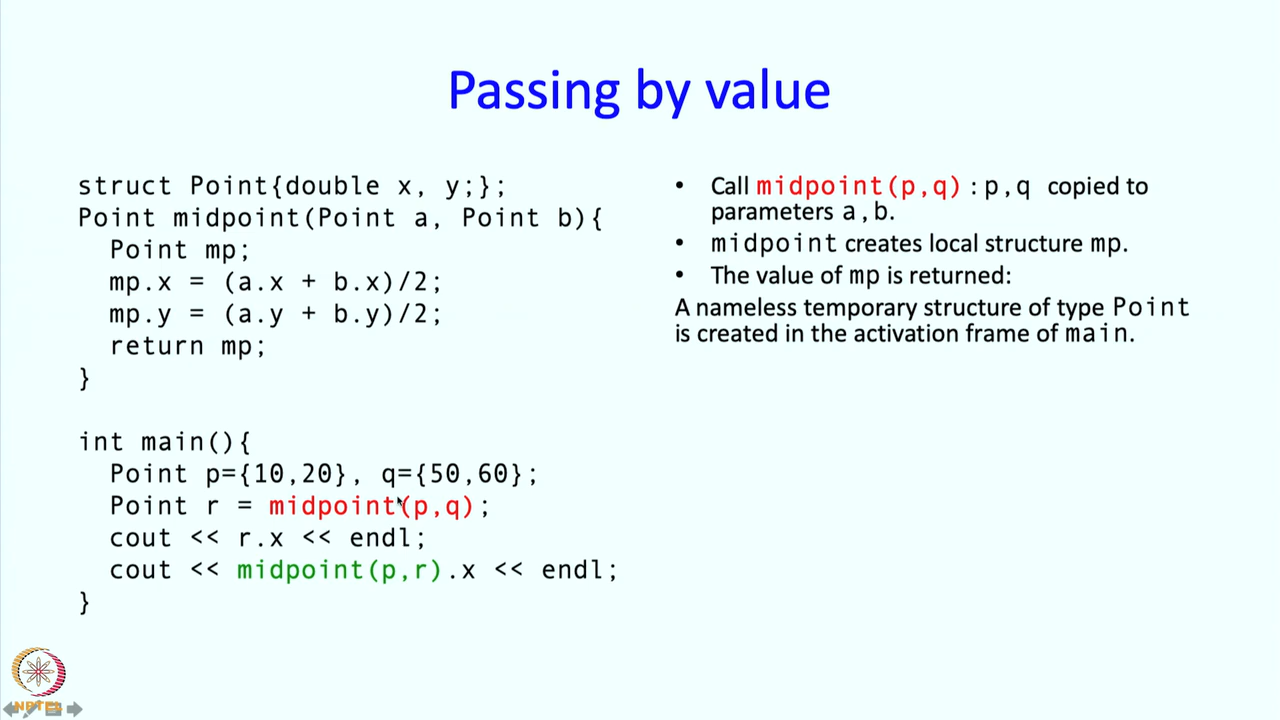 Passing by value
struct Point{double x, y;};
Point midpoint(Point a, Point b){
Point mp;
mp.x = (a.x + b.x)/2;
mp.y = (a.y + b.y)/2;
return mp;
}
int main(){
Point p={10,20}, q={50,60};
Point r = midpoint(p,q);
cout << r.x << endl;
cout << midpoint(p,r).x << endl;
}
• Call midpoint(p,q) : p,q copied to
parameters a,b.
• midpoint creates local structure mp.
• The value of mp is returned:
A nameless temporary structure of type Point
is created in the activation frame of main.
NPTEL